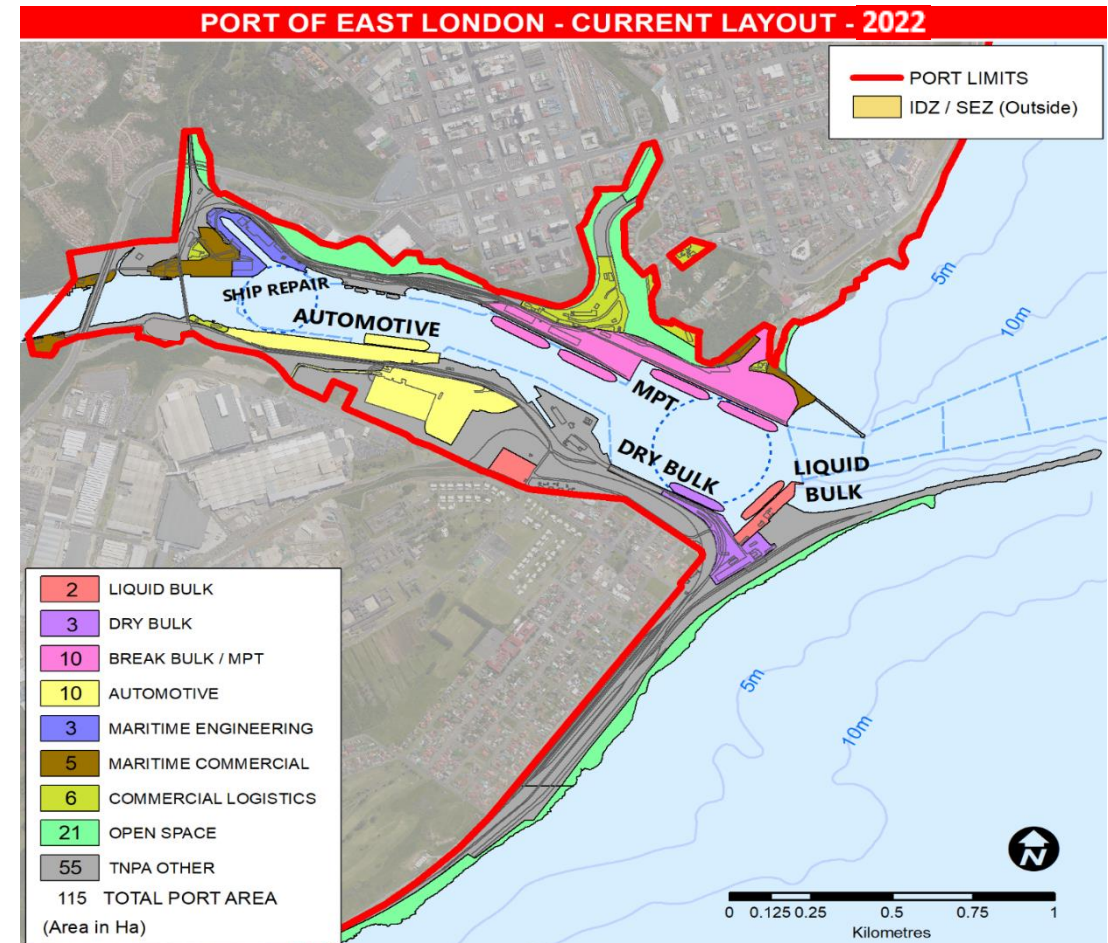 PORT OF EAST LONDON - CURRENT LAYOUT - 2022
PORT LIMITS
IDZ / SEZ (Outside)
5m
10m
SHIP REPAIR
AUTOMOTIVE
MPT
DRY BULK
LIQUID
BULK
5m
10m
2 LIQUID BULK
3 DRY BULK
10 BREAK BULK / MPT
10 AUTOMOTIVE
3 MARITIME ENGINEERING
5 MARITIME COMMERCIAL
6 COMMERCIAL LOGISTICS
21 OPEN SPACE
55 TNPA OTHER
115 TOTAL PORT AREA
(Area in Ha)
N
0 0.125 0.25 0.5 0.75 1
Kilometres